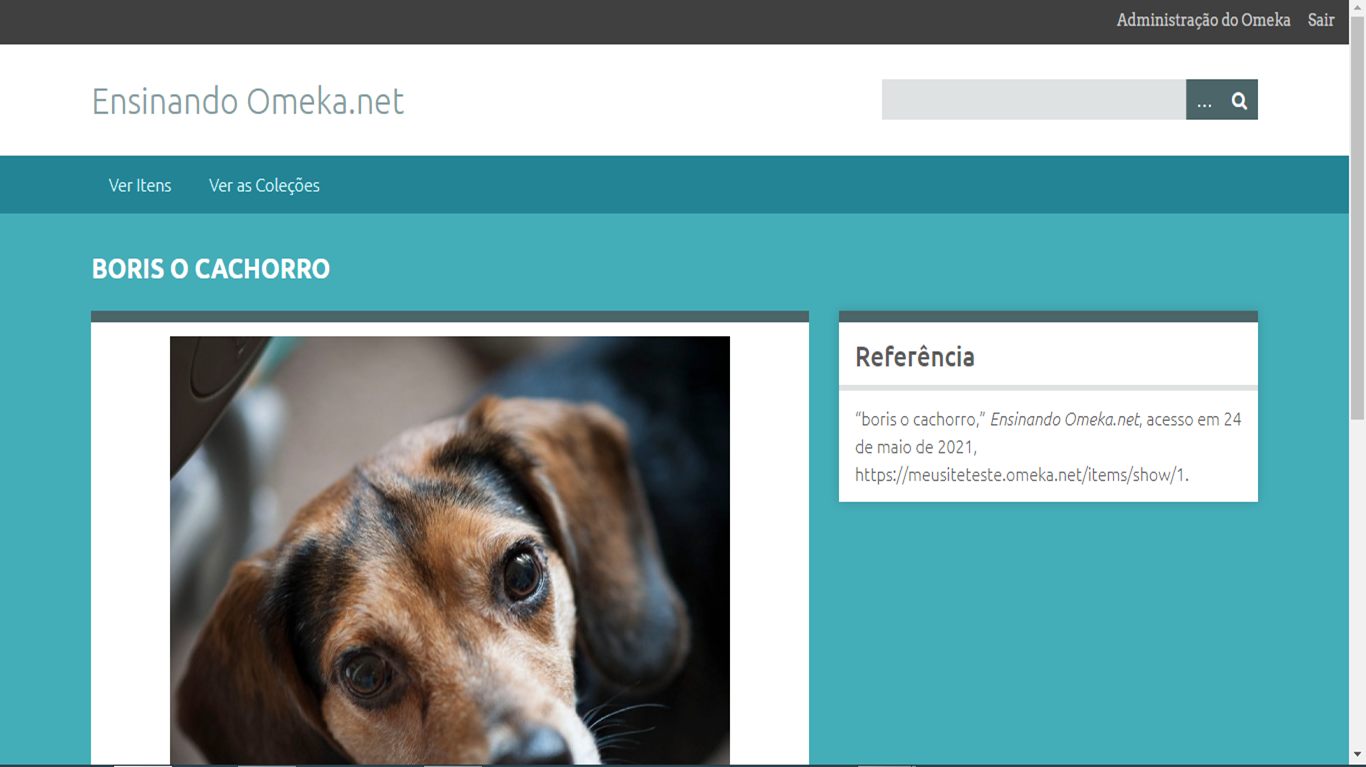 Administração do Omeka Sair
Ensinando Omeka.net
...
Ver Itens Ver as Coleções
BORIS O CACHORRO
Referência
“boris o cachorro,” Ensinando Omeka.net, acesso em 24
de maio de 2021,
https://meusiteteste.omeka.net/items/show/1.